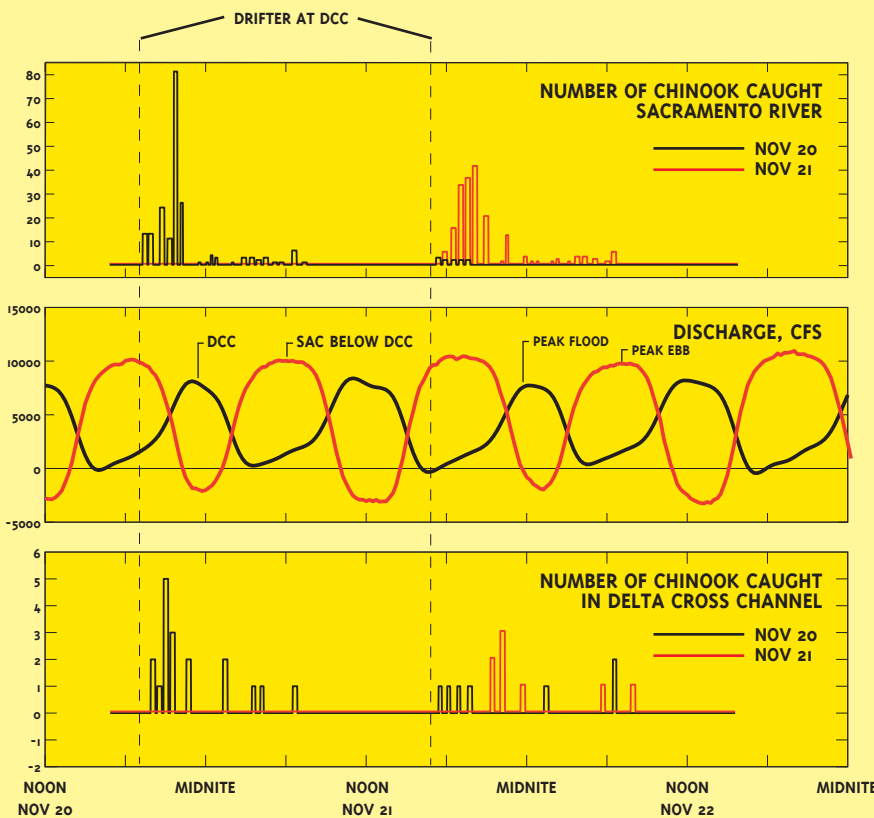 DRIFTER AT DCC
NUMBER OF CHINOOK CAUGHT
SACRAMENTO RIVER
NOV 20
NOV 21
80
70
60
50
40
30
20
10
0
DISCHARGE, CFS
DCC
SAC BELOW DCC
PEAK FLOOD
PEAK EBB
15000
10000
5000
0
-5000
NUMBER OF CHINOOK CAUGHT
IN DELTA CROSS CHANNEL
NOV 20
NOV 21
6
5
4
3
2
1
0
-1
-2
NOON MIDNITE NOON MIDNITE NOON MIDNITE
NOV 20 NOV 21 NOV 22